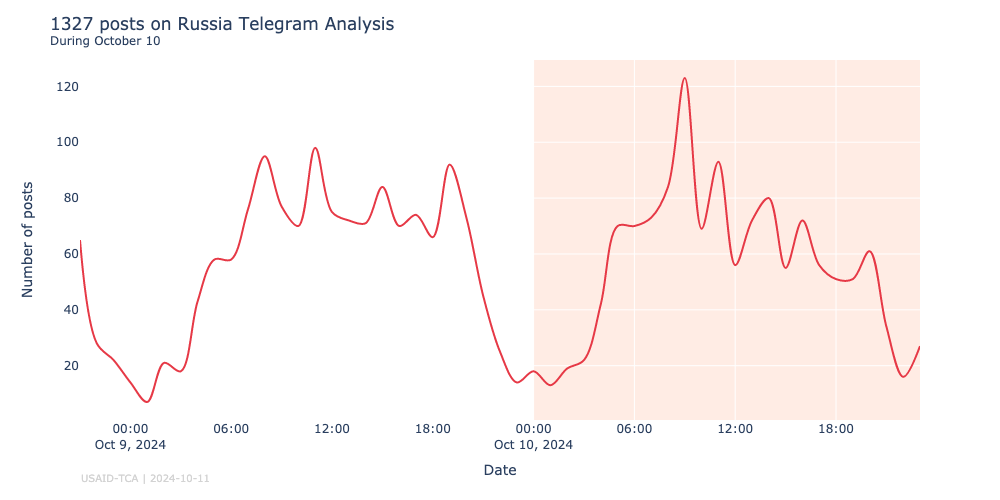 1327 posts on Russia Telegram Analysis
During October 10
120
100
80
60
40
20
Number of posts
00:00
Oct 9, 2024
06:00
12:00
18:00
00:00
Oct 10, 2024
06:00
12:00
18:00
Date
USAID-TCA | 2024-10-11